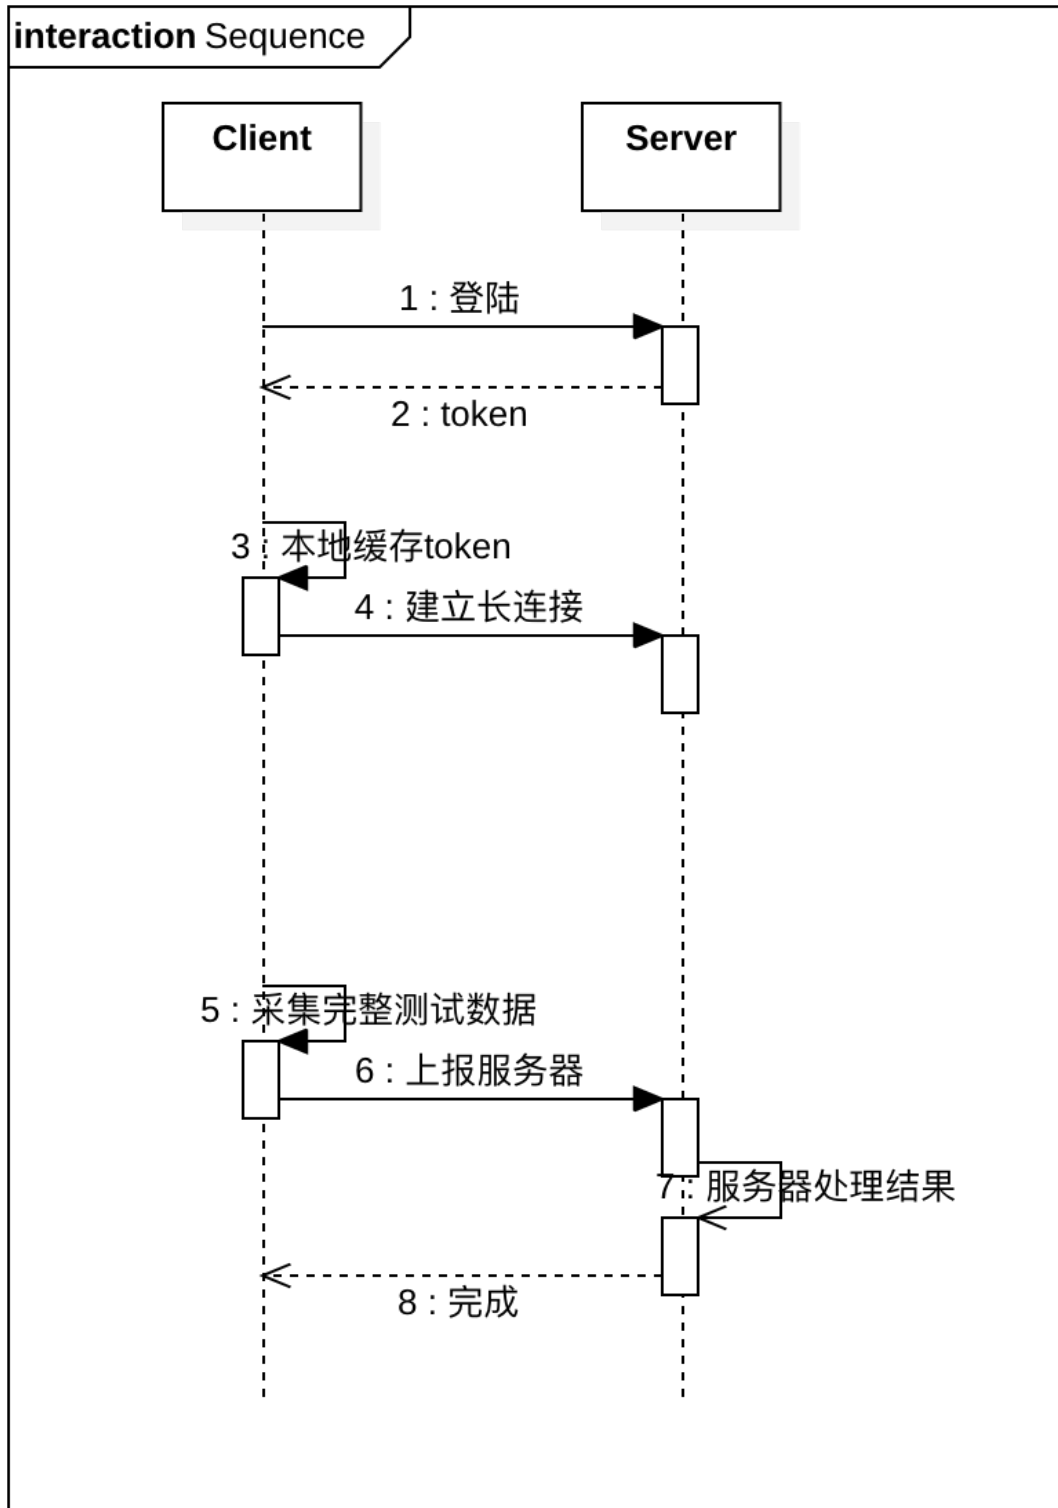 interaction Sequence
Client
Server
1 : 登陆
2 : token
3 : 本地缓存token
4 : 建立长连接
5 : 采集完整测试数据
6 : 上报服务器
7 : 服务器处理结果
8 : 完成